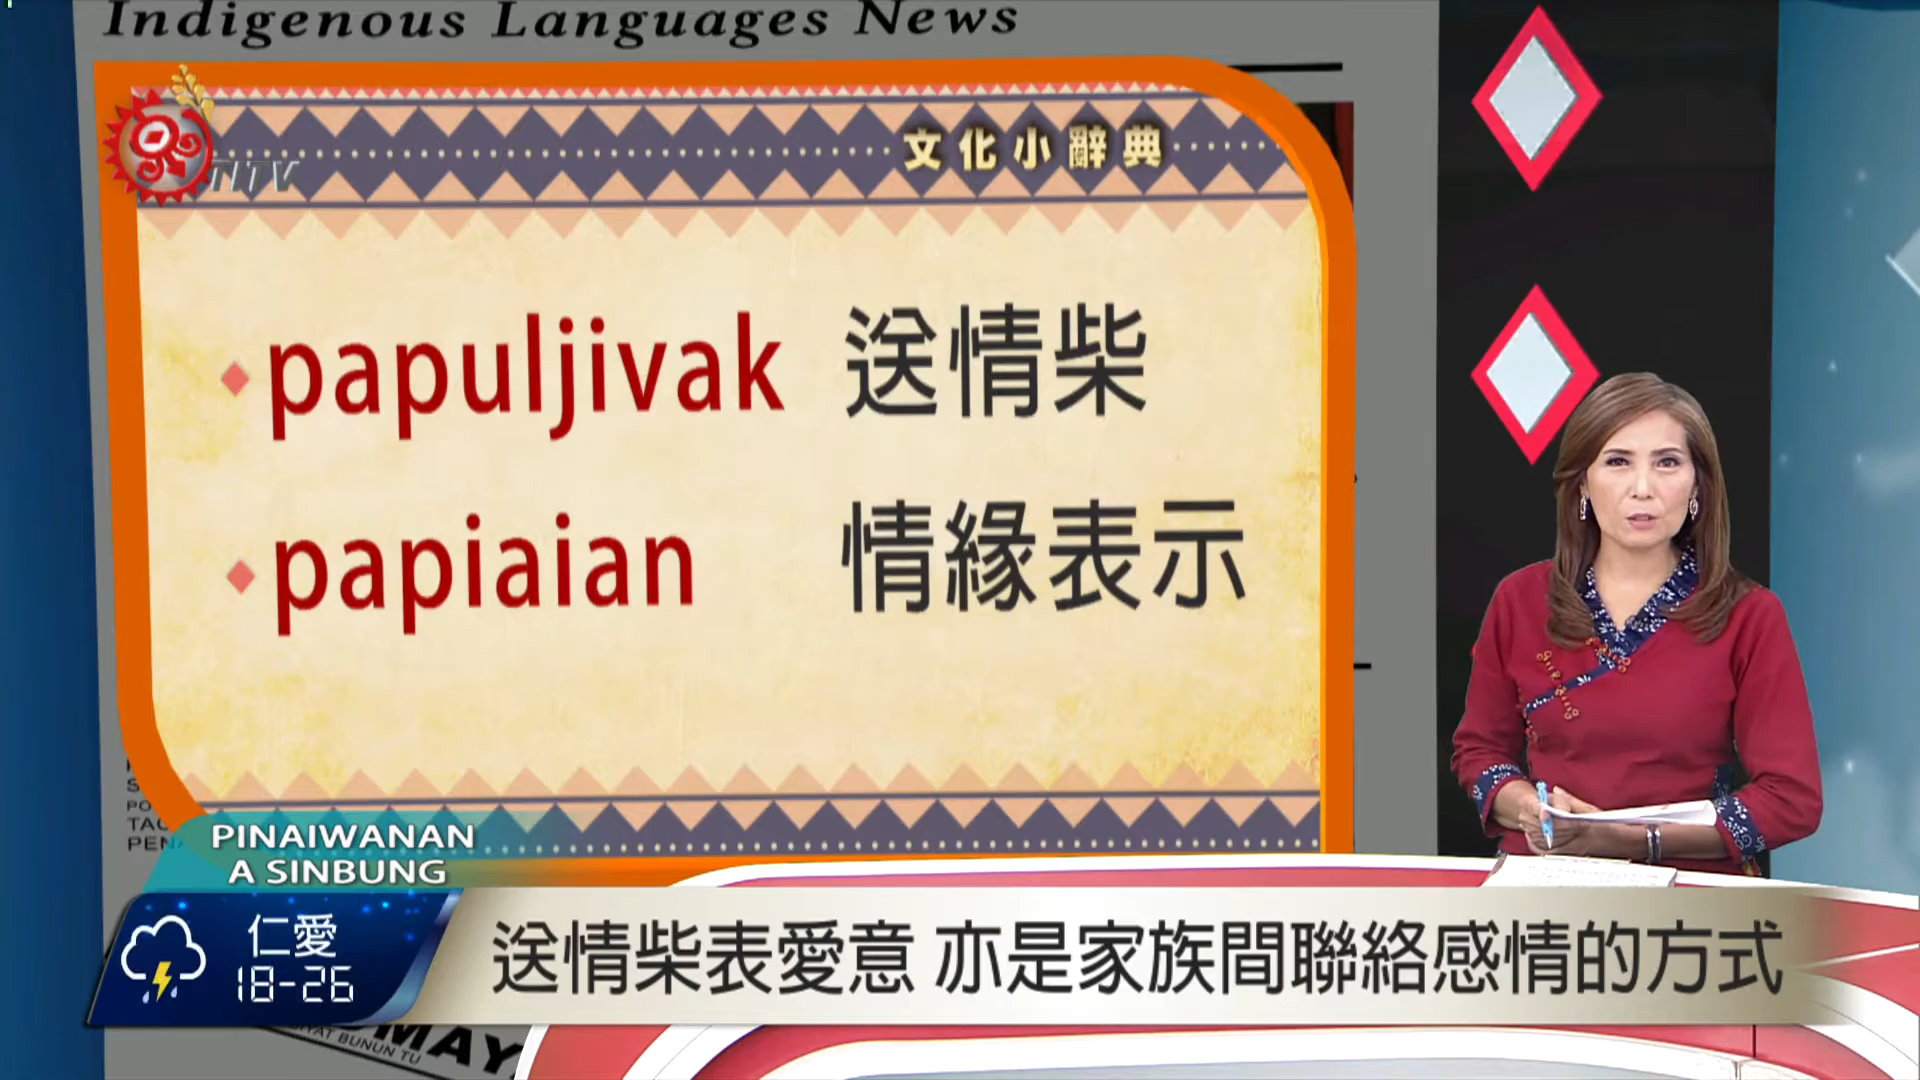 Indigenous Languages News
TITV
文化小辭典
papuljivak 送情柴
papiaian 情緣表示
PINAIWANAN
A SINBUNG
仁愛
18-26
送情柴表愛意 亦是家族間聯絡感情的方式
BUNUN TU